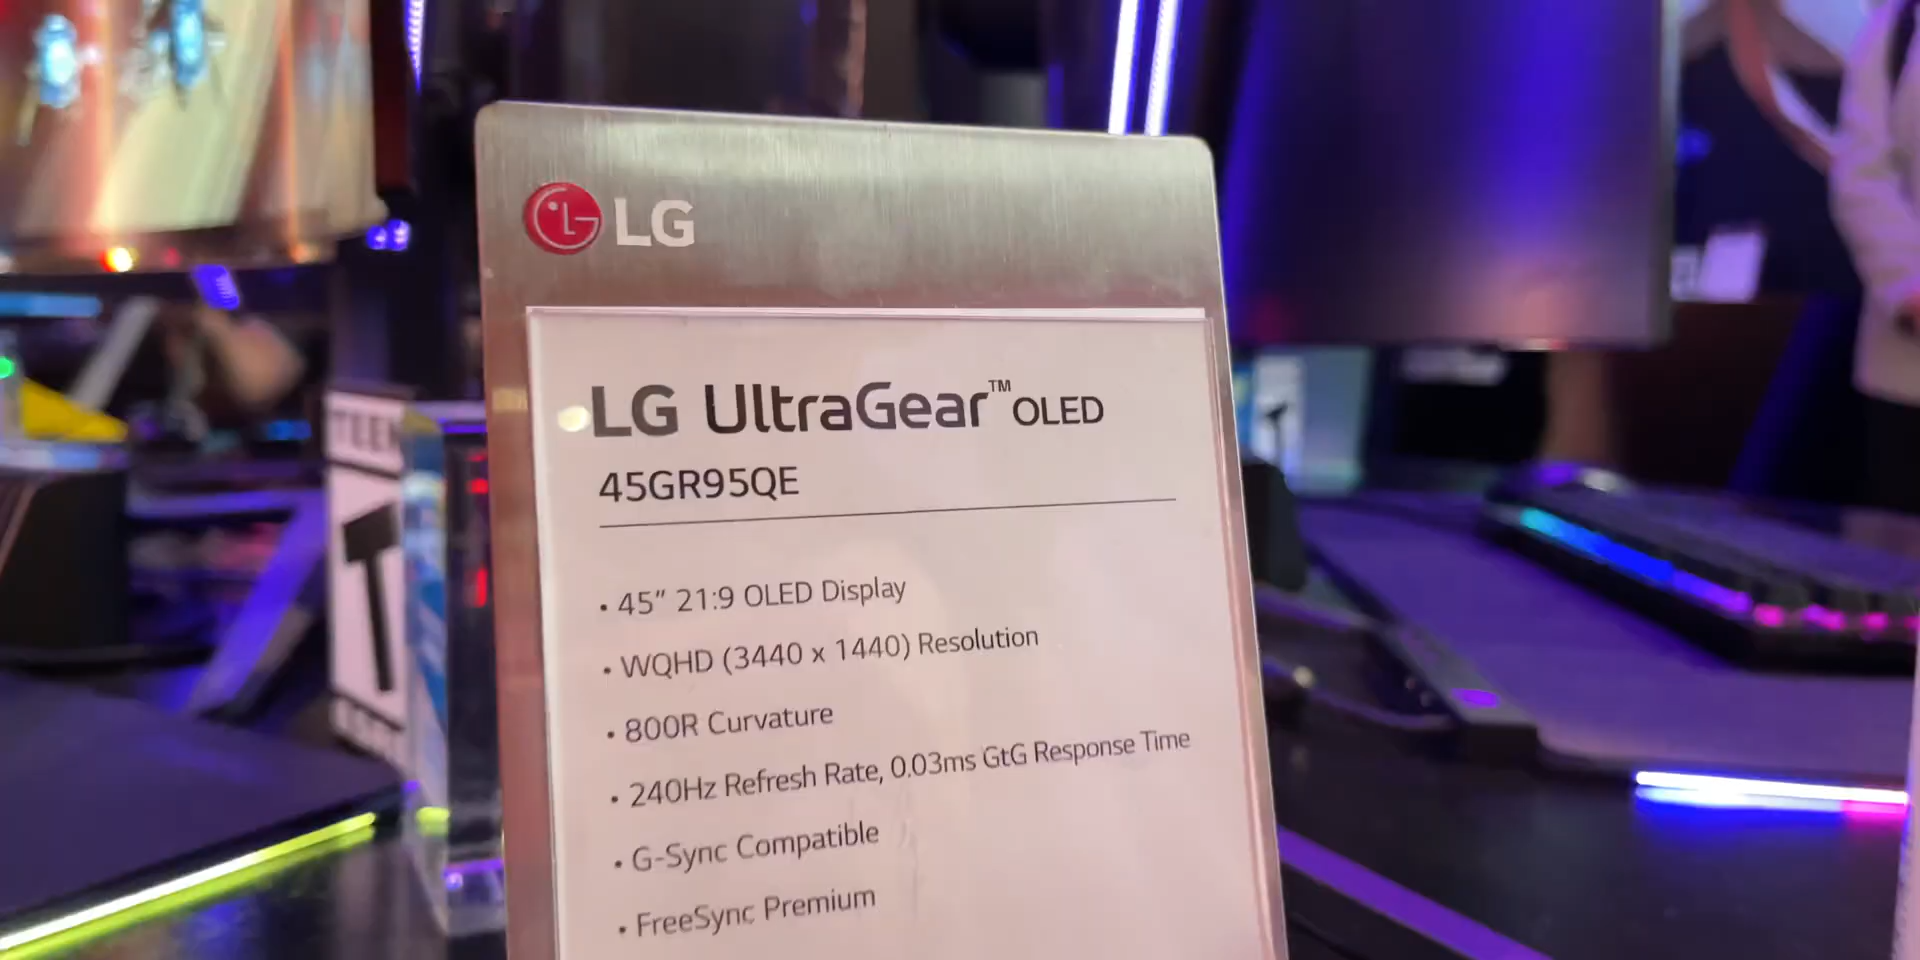 LG
LG UltraGear™ OLED
45GR95QE
• 45" 21:9 OLED Display
• WQHD (3440 x 1440) Resolution
• 800R Curvature
• 240Hz Refresh Rate, 0.03ms GtG Response Time
• G-Sync Compatible
• FreeSync Premium